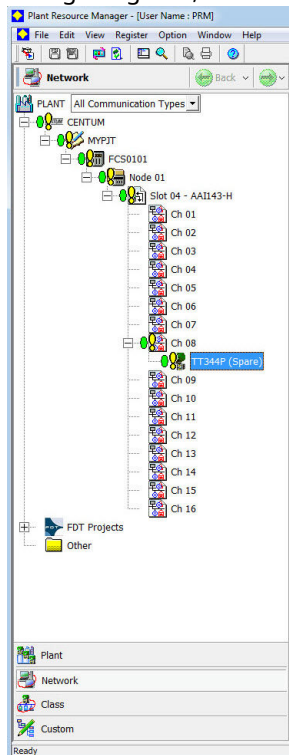 Plant Resource Manager - [User Name : PRM]
File Edit View Register Option Window Help
Network Back
PLANT All Communication Types
CENTUM
MYPJT
FCS0101
Node 01
Slot 04 - AAI143-H
Ch 01
Ch 02
Ch 03
Ch 04
Ch 05
Ch 06
Ch 07
Ch 08
TT344P (Spare)
Ch 09
Ch 10
Ch 11
Ch 12
Ch 13
Ch 14
Ch 15
Ch 16
FDT Projects
Other
Plant
Network
Class
Custom
Ready